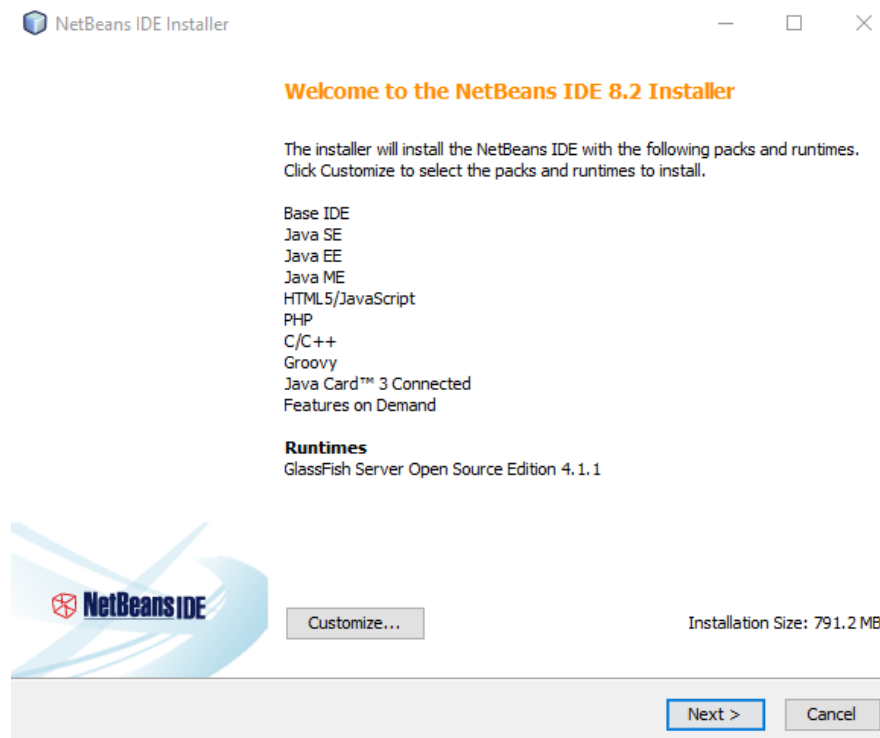 NetBeans IDE Installer
Welcome to the NetBeans IDE 8.2 Installer
The installer will install the NetBeans IDE with the following packs and runtimes.
Click Customize to select the packs and runtimes to install.
Base IDE
Java SE
Java EE
Java ME
HTML5/JavaScript
PHP
C/C++
Groovy
Java Card™ 3 Connected
Features on Demand
Runtimes
GlassFish Server Open Source Edition 4.1.1
NetBeans IDE
Customize...
Installation Size: 791.2 MB
Next >
Cancel